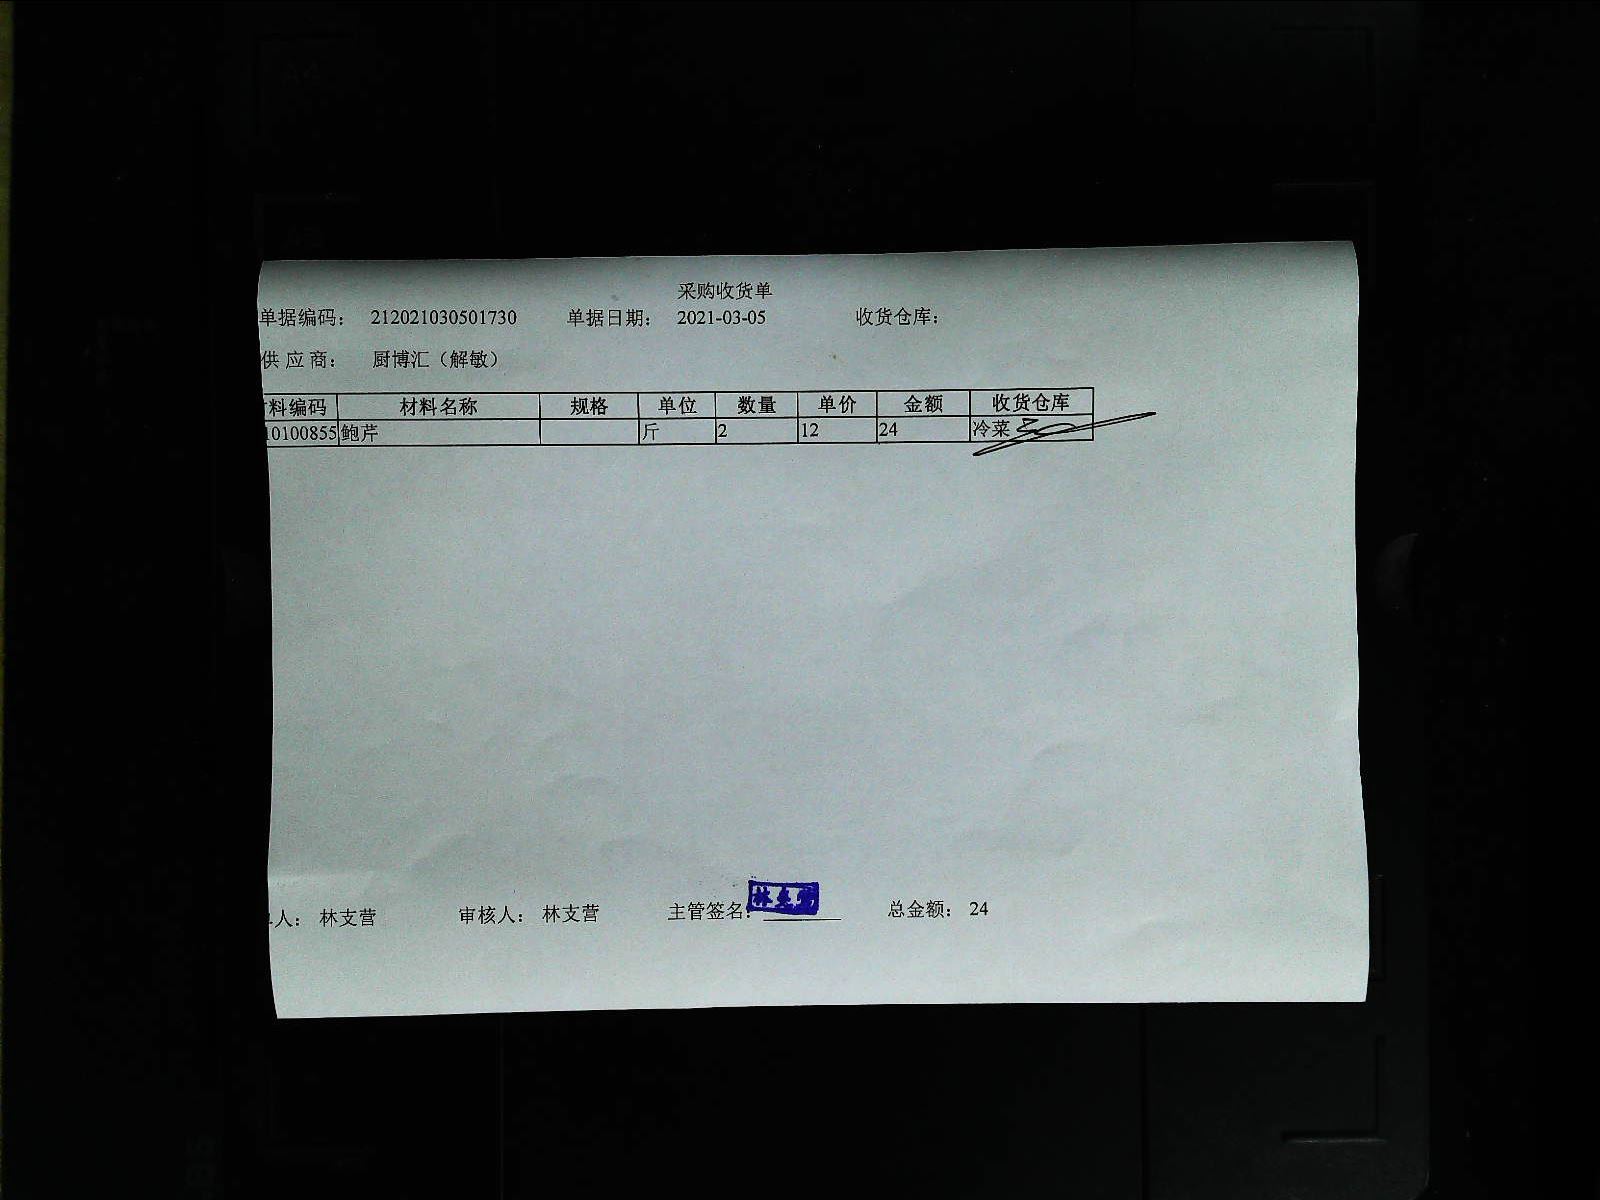 采购收货单
单据编码： 212021030501730 单据日期： 2021-03-05 收货仓库：
供 应 商： 厨博汇（解敏）
料编码 材料名称 规格 单位 数量 单价 金额 收货仓库
10100855 鲍芹 斤 2 12 24 冷菜
人： 林支营 审核人： 林支营 主管签名： 林支营 总金额： 24